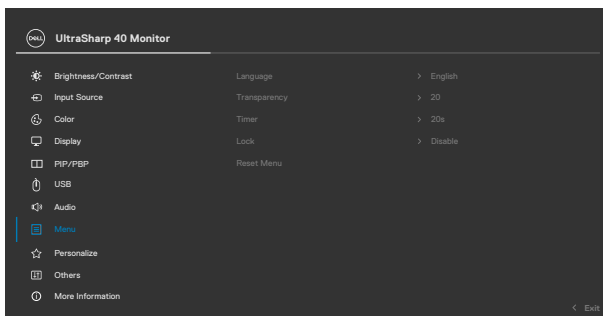 DELL UltraSharp 40 Monitor
Brightness/Contrast Language > English
Input Source Transparency > 20
Color Timer > 20s
Display Lock > Disable
PIP/PBP Reset Menu
USB
Audio
Menu
Personalize
Others
More Information
< Exit